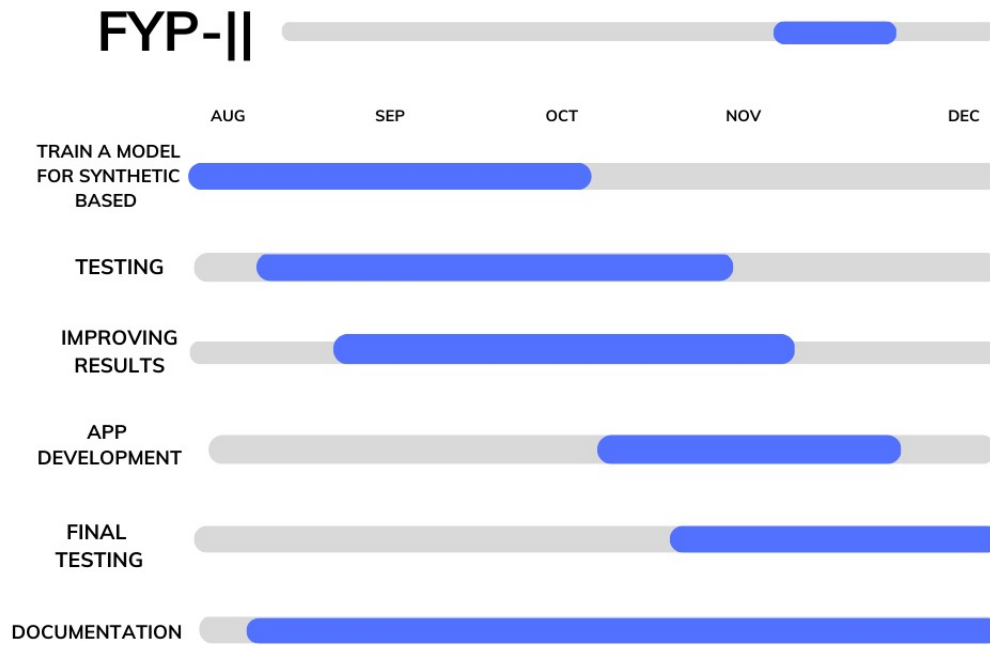 FYP-||
AUG SEP OCT NOV DEC
TRAIN A MODEL
FOR SYNTHETIC
BASED
TESTING
IMPROVING
RESULTS
APP
DEVELOPMENT
FINAL
TESTING
DOCUMENTATION